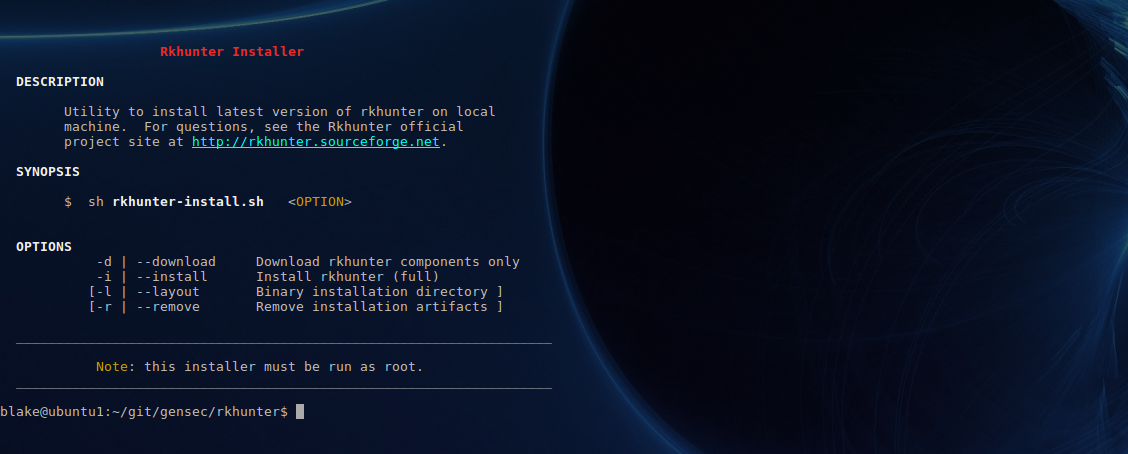 Rkhunter Installer
DESCRIPTION
Utility to install latest version of rkhunter on local
machine.  For questions, see the Rkhunter official
project site at http://rkhunter.sourceforge.net.
SYNOPSIS
$  sh rkhunter-install.sh   <OPTION>
OPTIONS
-d | --download     Download rkhunter components only
-i | --install      Install rkhunter (full)
[-l | --layout       Binary installation directory ]
[-r | --remove       Remove installation artifacts ]
Note: this installer must be run as root.
blake@ubuntu1:~/git/gensec/rkhunter$